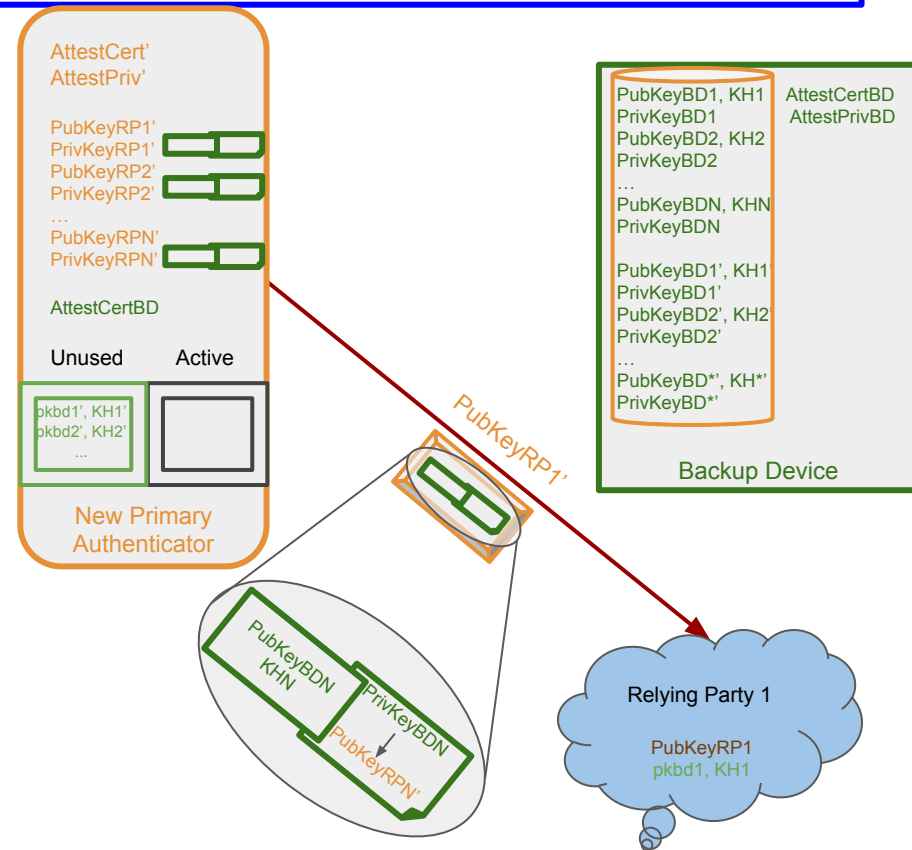 AttestCert’
AttestPriv’
PubKeyRP1’
PrivKeyRP1’
PubKeyRP2’
PrivKeyRP2’
…
PubKeyRPN’
PrivKeyRPN’
AttestCertBD
Unused Active
pkbd1’, KH1’
pkbd2’, KH2’
...
New Primary
Authenticator
PubKeyBD1, KH1
PrivKeyBD1
PubKeyBD2, KH2
PrivKeyBD2
…
PubKeyBDN, KHN
PrivKeyBDN
PubKeyBD1’, KH1’
PrivKeyBD1’
PubKeyBD2’, KH2’
PrivKeyBD2’
…
PubKeyBD*’, KH*’
PrivKeyBD*’
AttestCertBD
AttestPrivBD
Backup Device
PubKeyRP1’
PubKeyBDN
KHN
PrivKeyBDN
PubKeyRPN’
Relying Party 1
PubKeyRP1
pkbd1, KH1